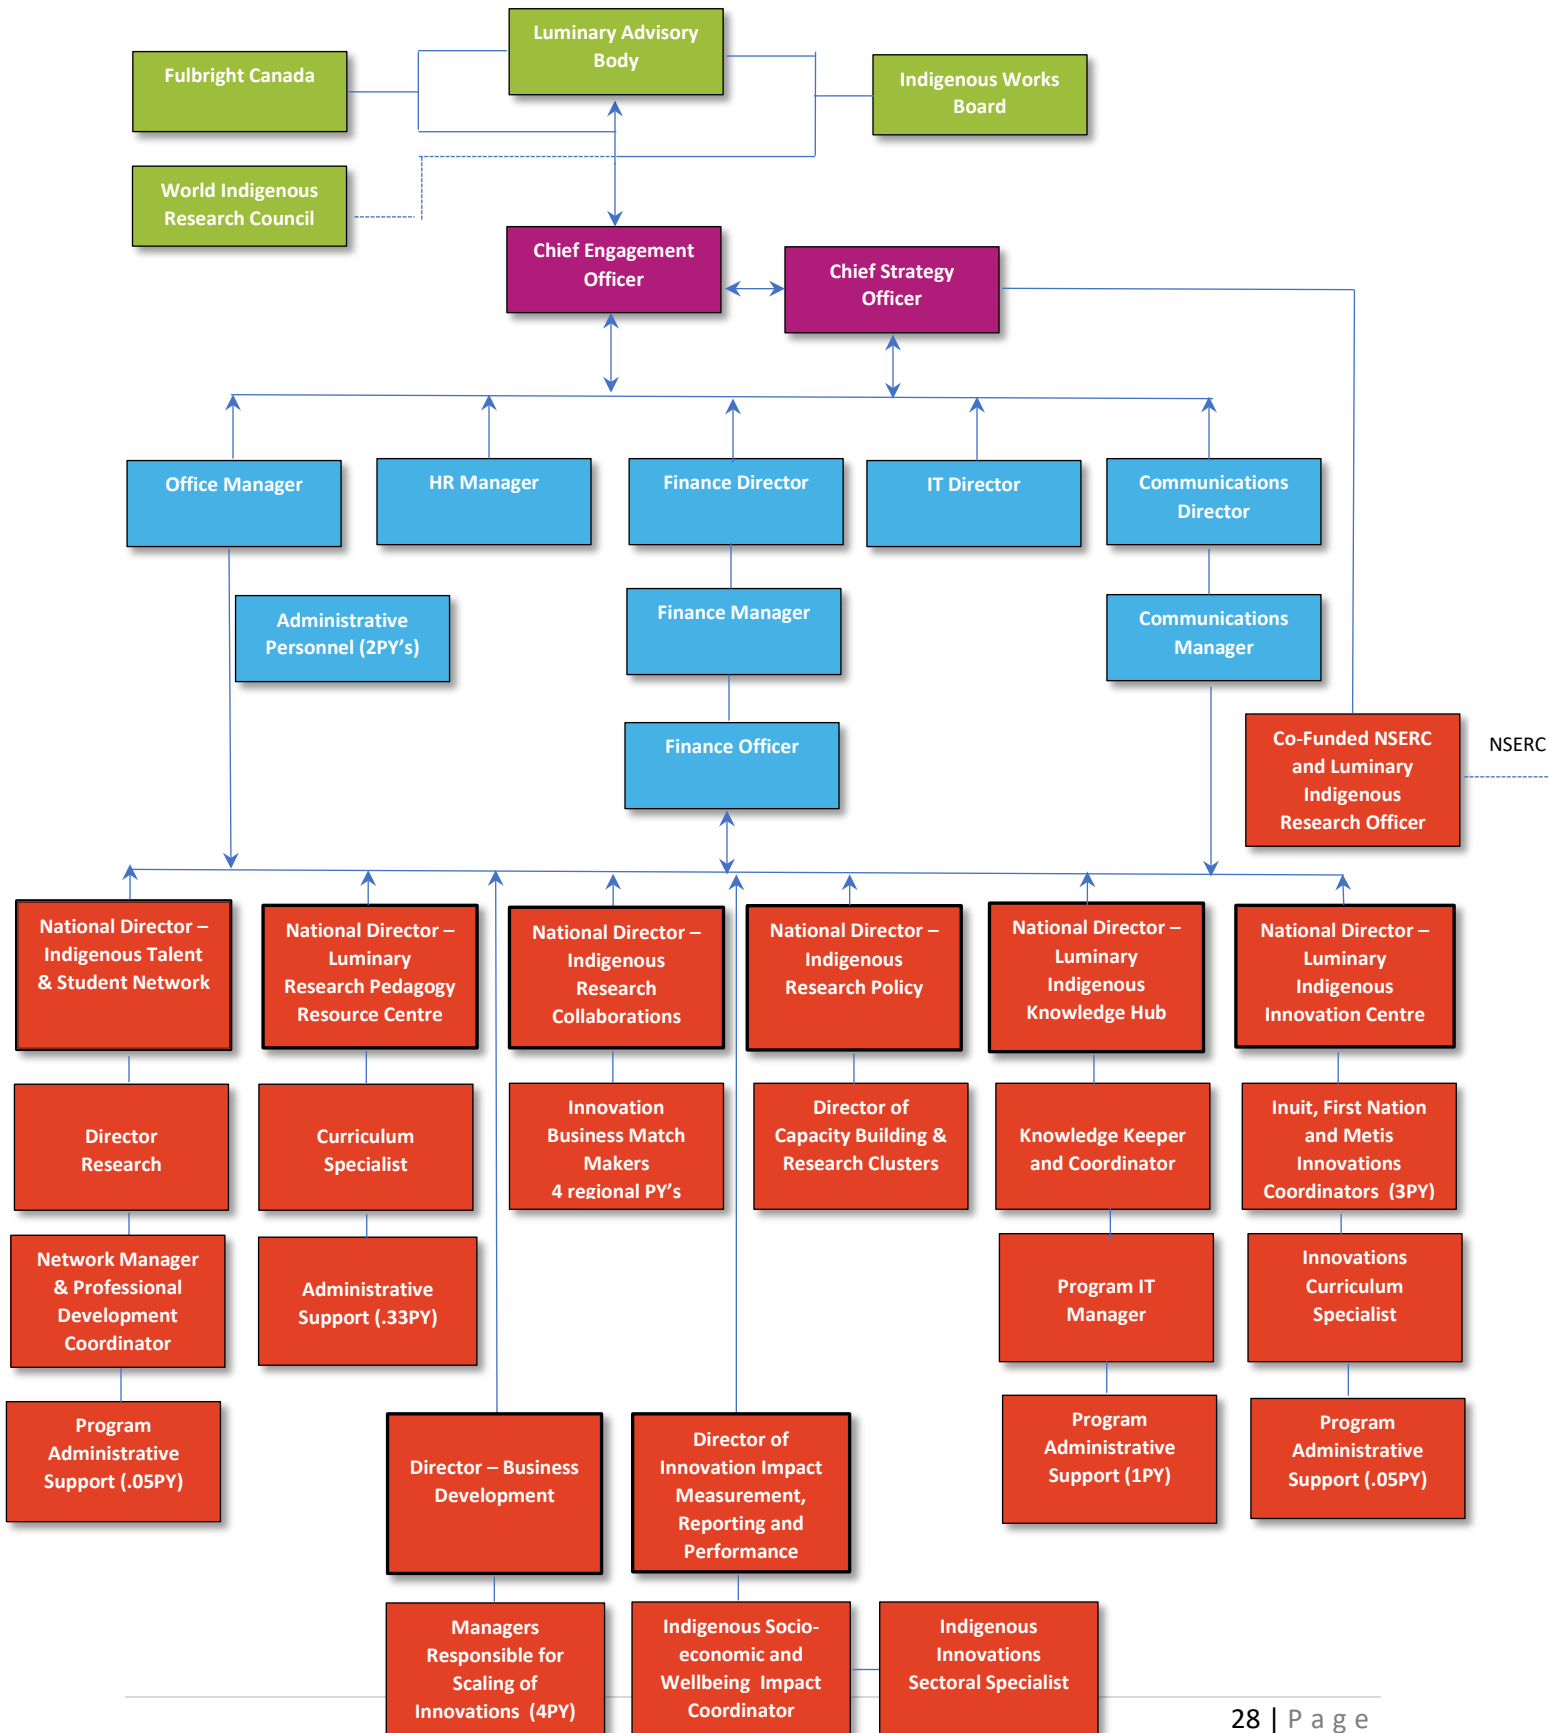 Luminary Advisory
Body
Fulbright Canada
Indigenous Works
Board
World Indigenous
Research Council
Chief Engagement
Officer
Chief Strategy
Officer
Office Manager
HR Manager
Finance Director
IT Director
Communications
Director
Administrative
Personnel (2PY’s)
Finance Manager
Communications
Manager
Finance Officer
Co-Funded NSERC
and Luminary
Indigenous
Research Officer
NSERC
National Director –
Indigenous Talent
& Student Network
National Director –
Luminary
Research Pedagogy
Resource Centre
National Director –
Indigenous
Research
Collaborations
National Director –
Indigenous
Research Policy
National Director –
Luminary
Indigenous
Knowledge Hub
National Director –
Luminary
Indigenous
Innovation Centre
Director
Research
Curriculum
Specialist
Innovation
Business Match
Makers
4 regional PY’s
Director of
Capacity Building &
Research Clusters
Knowledge Keeper
and Coordinator
Inuit, First Nation
and Metis
Innovations
Coordinators (3PY)
Network Manager
& Professional
Development
Coordinator
Administrative
Support (.33PY)
Program IT
Manager
Innovations
Curriculum
Specialist
Program
Administrative
Support (.05PY)
Director – Business
Development
Director of
Innovation Impact
Measurement,
Reporting and
Performance
Program
Administrative
Support (1PY)
Program
Administrative
Support (.05PY)
Managers
Responsible for
Scaling of
Innovations (4PY)
Indigenous Socio-
economic and
Wellbeing Impact
Coordinator
Indigenous
Innovations
Sectoral Specialist
28 | P a g e